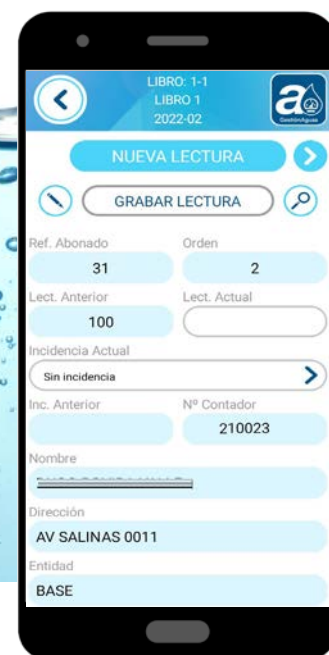 LIBRO: 1-1
LIBRO 1
2022-02
a
GestiónAguas
NUEVA LECTURA
GRABAR LECTURA
Ref. Abonado Orden
31 2
Lect. Anterior Lect. Actual
100
Incidencia Actual
Sin incidencia
Inc. Anterior Nº Contador
210023
Nombre
Dirección
AV SALINAS 0011
Entidad
BASE